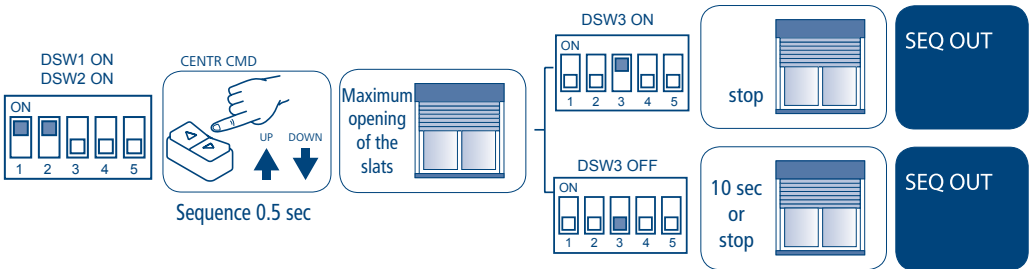 DSW1 ON
DSW2 ON
ON
1 2 3 4 5
CENTR CMD
UP DOWN
Sequence 0.5 sec
Maximum
opening
of the
slats
DSW3 ON
ON
1 2 3 4 5
stop
SEQ OUT
DSW3 OFF
ON
1 2 3 4 5
10 sec
or
stop
SEQ OUT